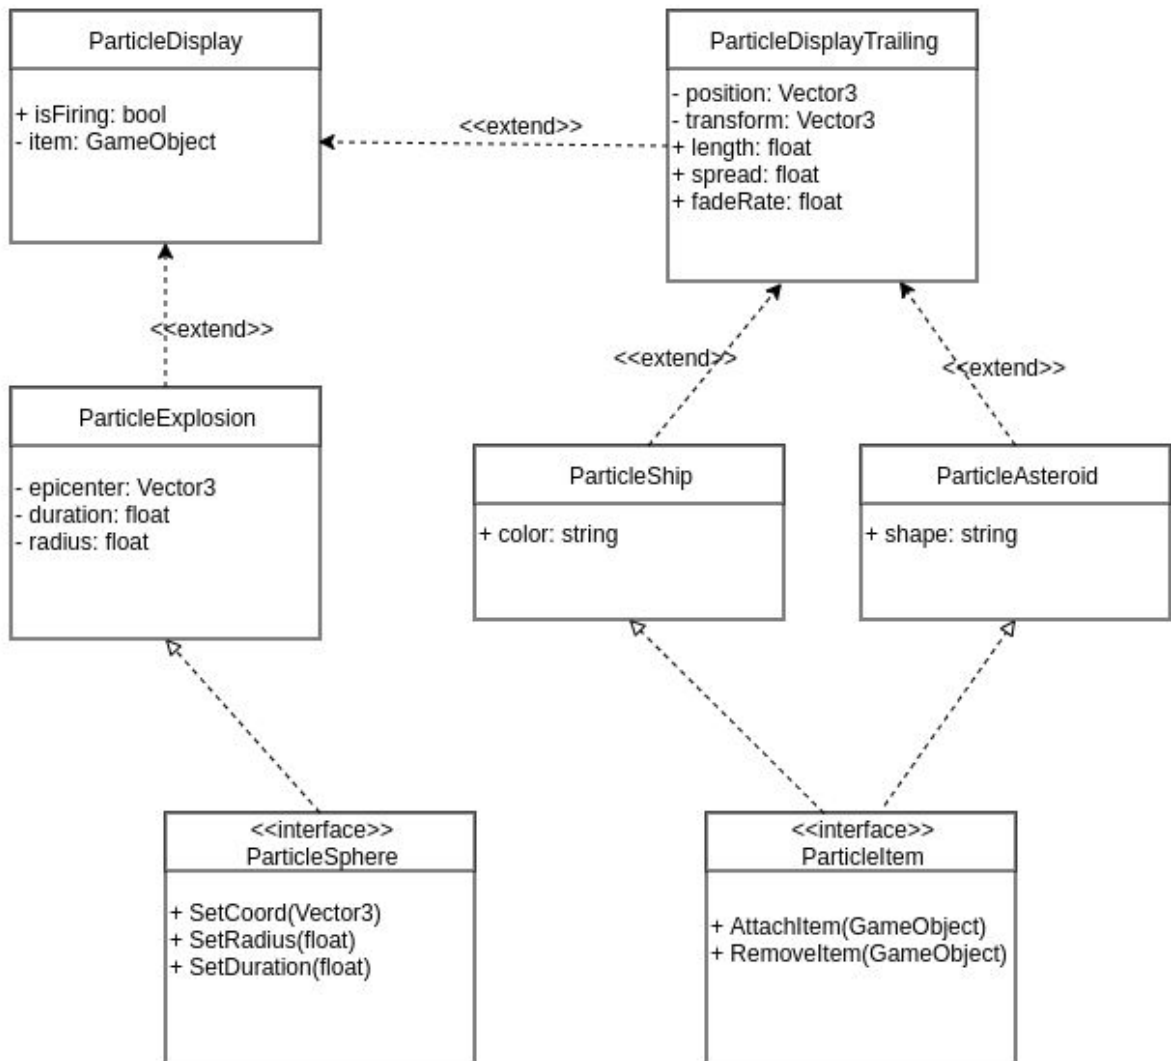 ParticleDisplay
+ isFiring: bool
- item: GameObject
<<extend>>
ParticleDisplayTrailing
- position: Vector3
- transform: Vector3
+ length: float
+ spread: float
+ fadeRate: float
<<extend>>
<<extend>>
<<extend>>
ParticleExplosion
- epicenter: Vector3
- duration: float
- radius: float
ParticleShip
+ color: string
ParticleAsteroid
+ shape: string
<<interface>>
ParticleSphere
+ SetCoord(Vector3)
+ SetRadius(float)
+ SetDuration(float)
<<interface>>
ParticleItem
+ AttachItem(GameObject)
+ RemoveItem(GameObject)